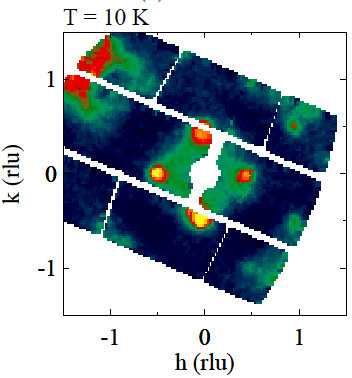 T = 10 K
1
0
-1
k (rlu)
-1 0 1
h (rlu)